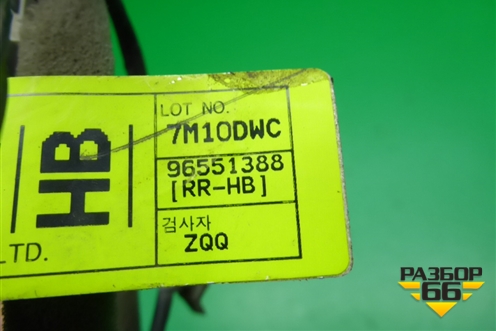 HB
LTD.
LOT NO.
7M10DWC
96551388
[RR-HB]
검사자
ZQQ
РАЗБОР
66